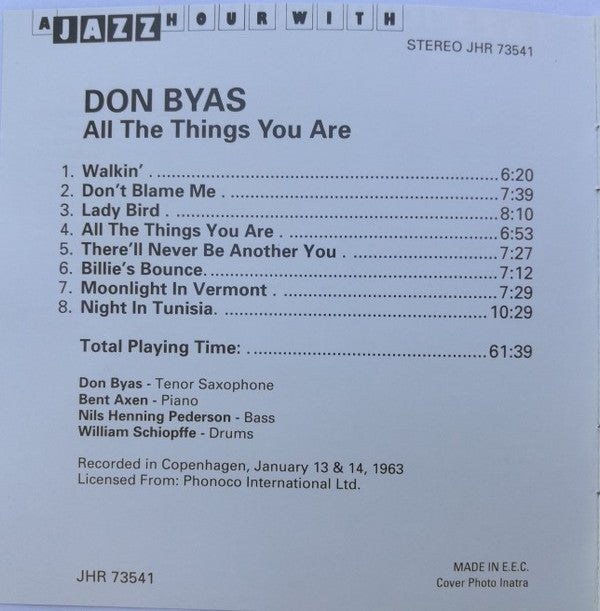 A JAZZ HOUR WITH
STEREO JHR 73541
DON BYAS
All The Things You Are
1. Walkin' ........................................ 6:20
2. Don't Blame Me ........................................ 7:39
3. Lady Bird ........................................ 8:10
4. All The Things You Are ........................................ 6:53
5. There'll Never Be Another You ........................................ 7:27
6. Billie's Bounce ........................................ 7:12
7. Moonlight In Vermont ........................................ 7:29
8. Night In Tunisia ........................................ 10:29
Total Playing Time: ........................................ 61:39
Don Byas - Tenor Saxophone
Bent Axen - Piano
Nils Henning Pederson - Bass
William Schiopffe - Drums
Recorded in Copenhagen, January 13 & 14, 1963
Licensed From: Phonoco International Ltd.
JHR 73541
MADE IN E.E.C.
Cover Photo Inatra